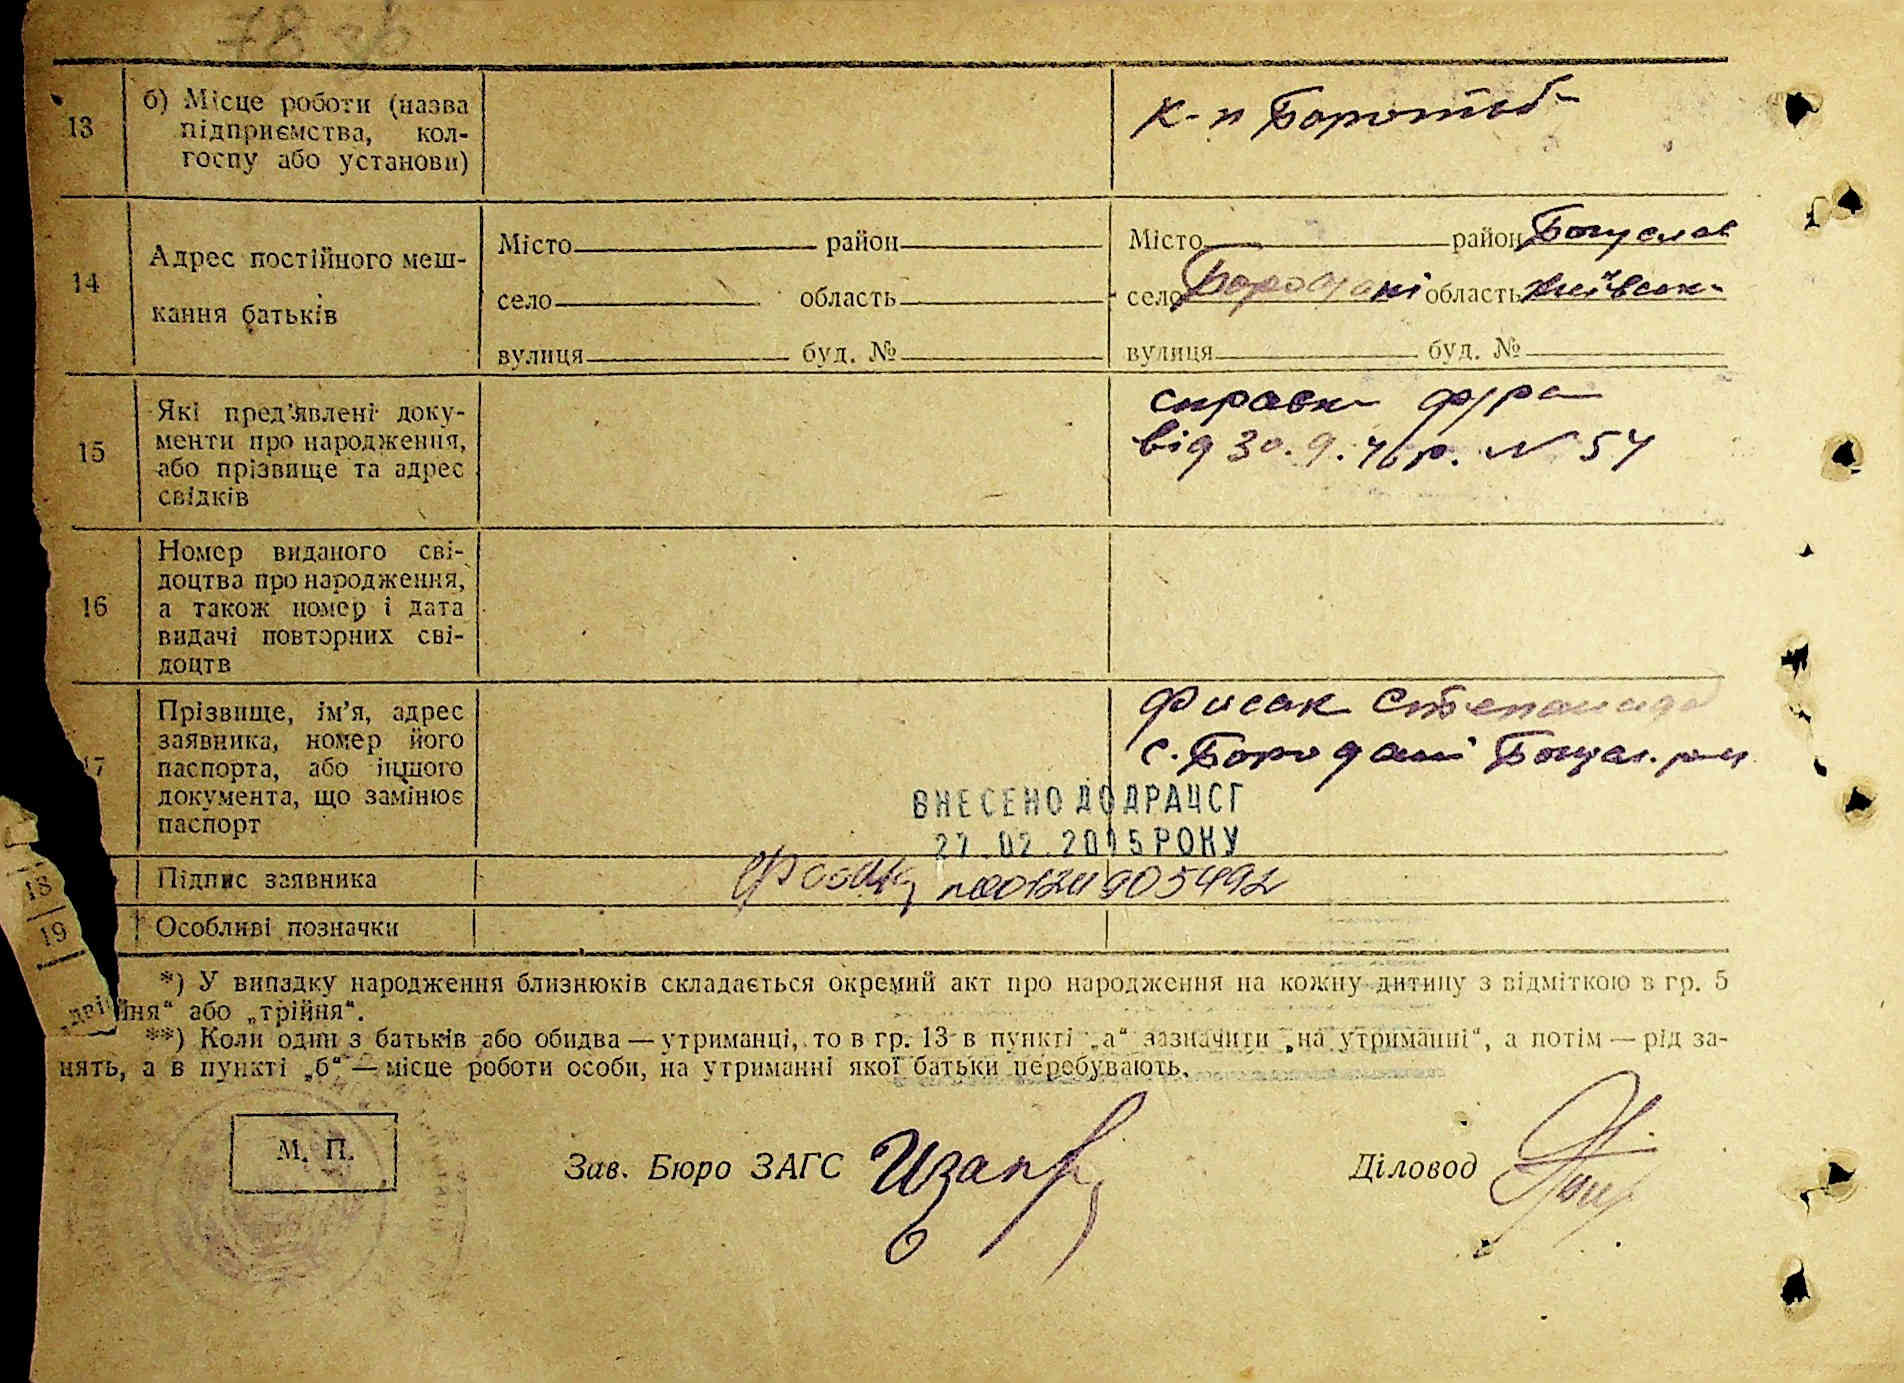 78 зв
13
б) Місце роботи (назва
підприємства, кол-
госпу або установи)
к-п
14
Адрес постійного меш-
кання батьків
Місто район
село область
вулиця буд. №
Місто район Богуслав
село Бородані область Київськ-
вулиця буд. №
15
Які пред'явлені доку-
менти про народження,
або прізвище та адрес
свідків
справка ф/ра
від 30.9.46 р. N 54
16
Номер виданого сві-
доцтва про народження,
а також номер і дата
видачі повторних сві-
доцтв
17
Прізвище, ім'я, адрес
заявника, номер його
паспорта, або іншого
документа, що замінює
паспорт
Фисак Степанида
с. Бородані Богусл. р-н
ВНЕСЕНО ДО ДРАЦСГ
27.02.2015 РОКУ
18
Підпис заявника
19
Особливі позначки
*) У випадку народження близнюків складається окремий акт про народження на кожну дитину з відміткою в гр. 5
„двійня“ або „трійня“.
**) Коли один з батьків або обидва — утриманці, то в гр. 13 в пункті „а“ зазначити „на утриманні“, а потім — рід за-
нять, а в пункті „б“ — місце роботи особи, на утриманні якої батьки перебувають.
М. П.
Зав. Бюро ЗАГС
Діловод